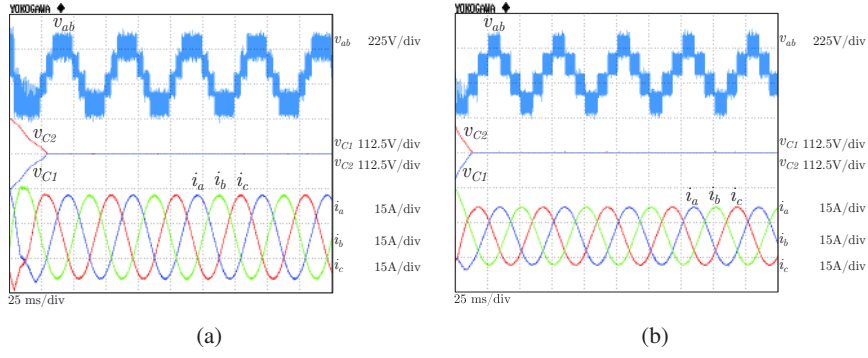 YOKOGAWA ◆
v_ab
v_ab 225V/div
v_C2
v_C1 112.5V/div
v_C2 112.5V/div
v_C1
i_a i_b i_c
i_a 15A/div
i_b 15A/div
i_c 15A/div
25 ms/div
(a)
YOKOGAWA ◆
v_ab
v_ab 225V/div
v_C2
v_C1 112.5V/div
v_C2 112.5V/div
v_C1
i_a i_b i_c
i_a 15A/div
i_b 15A/div
i_c 15A/div
25 ms/div
(b)